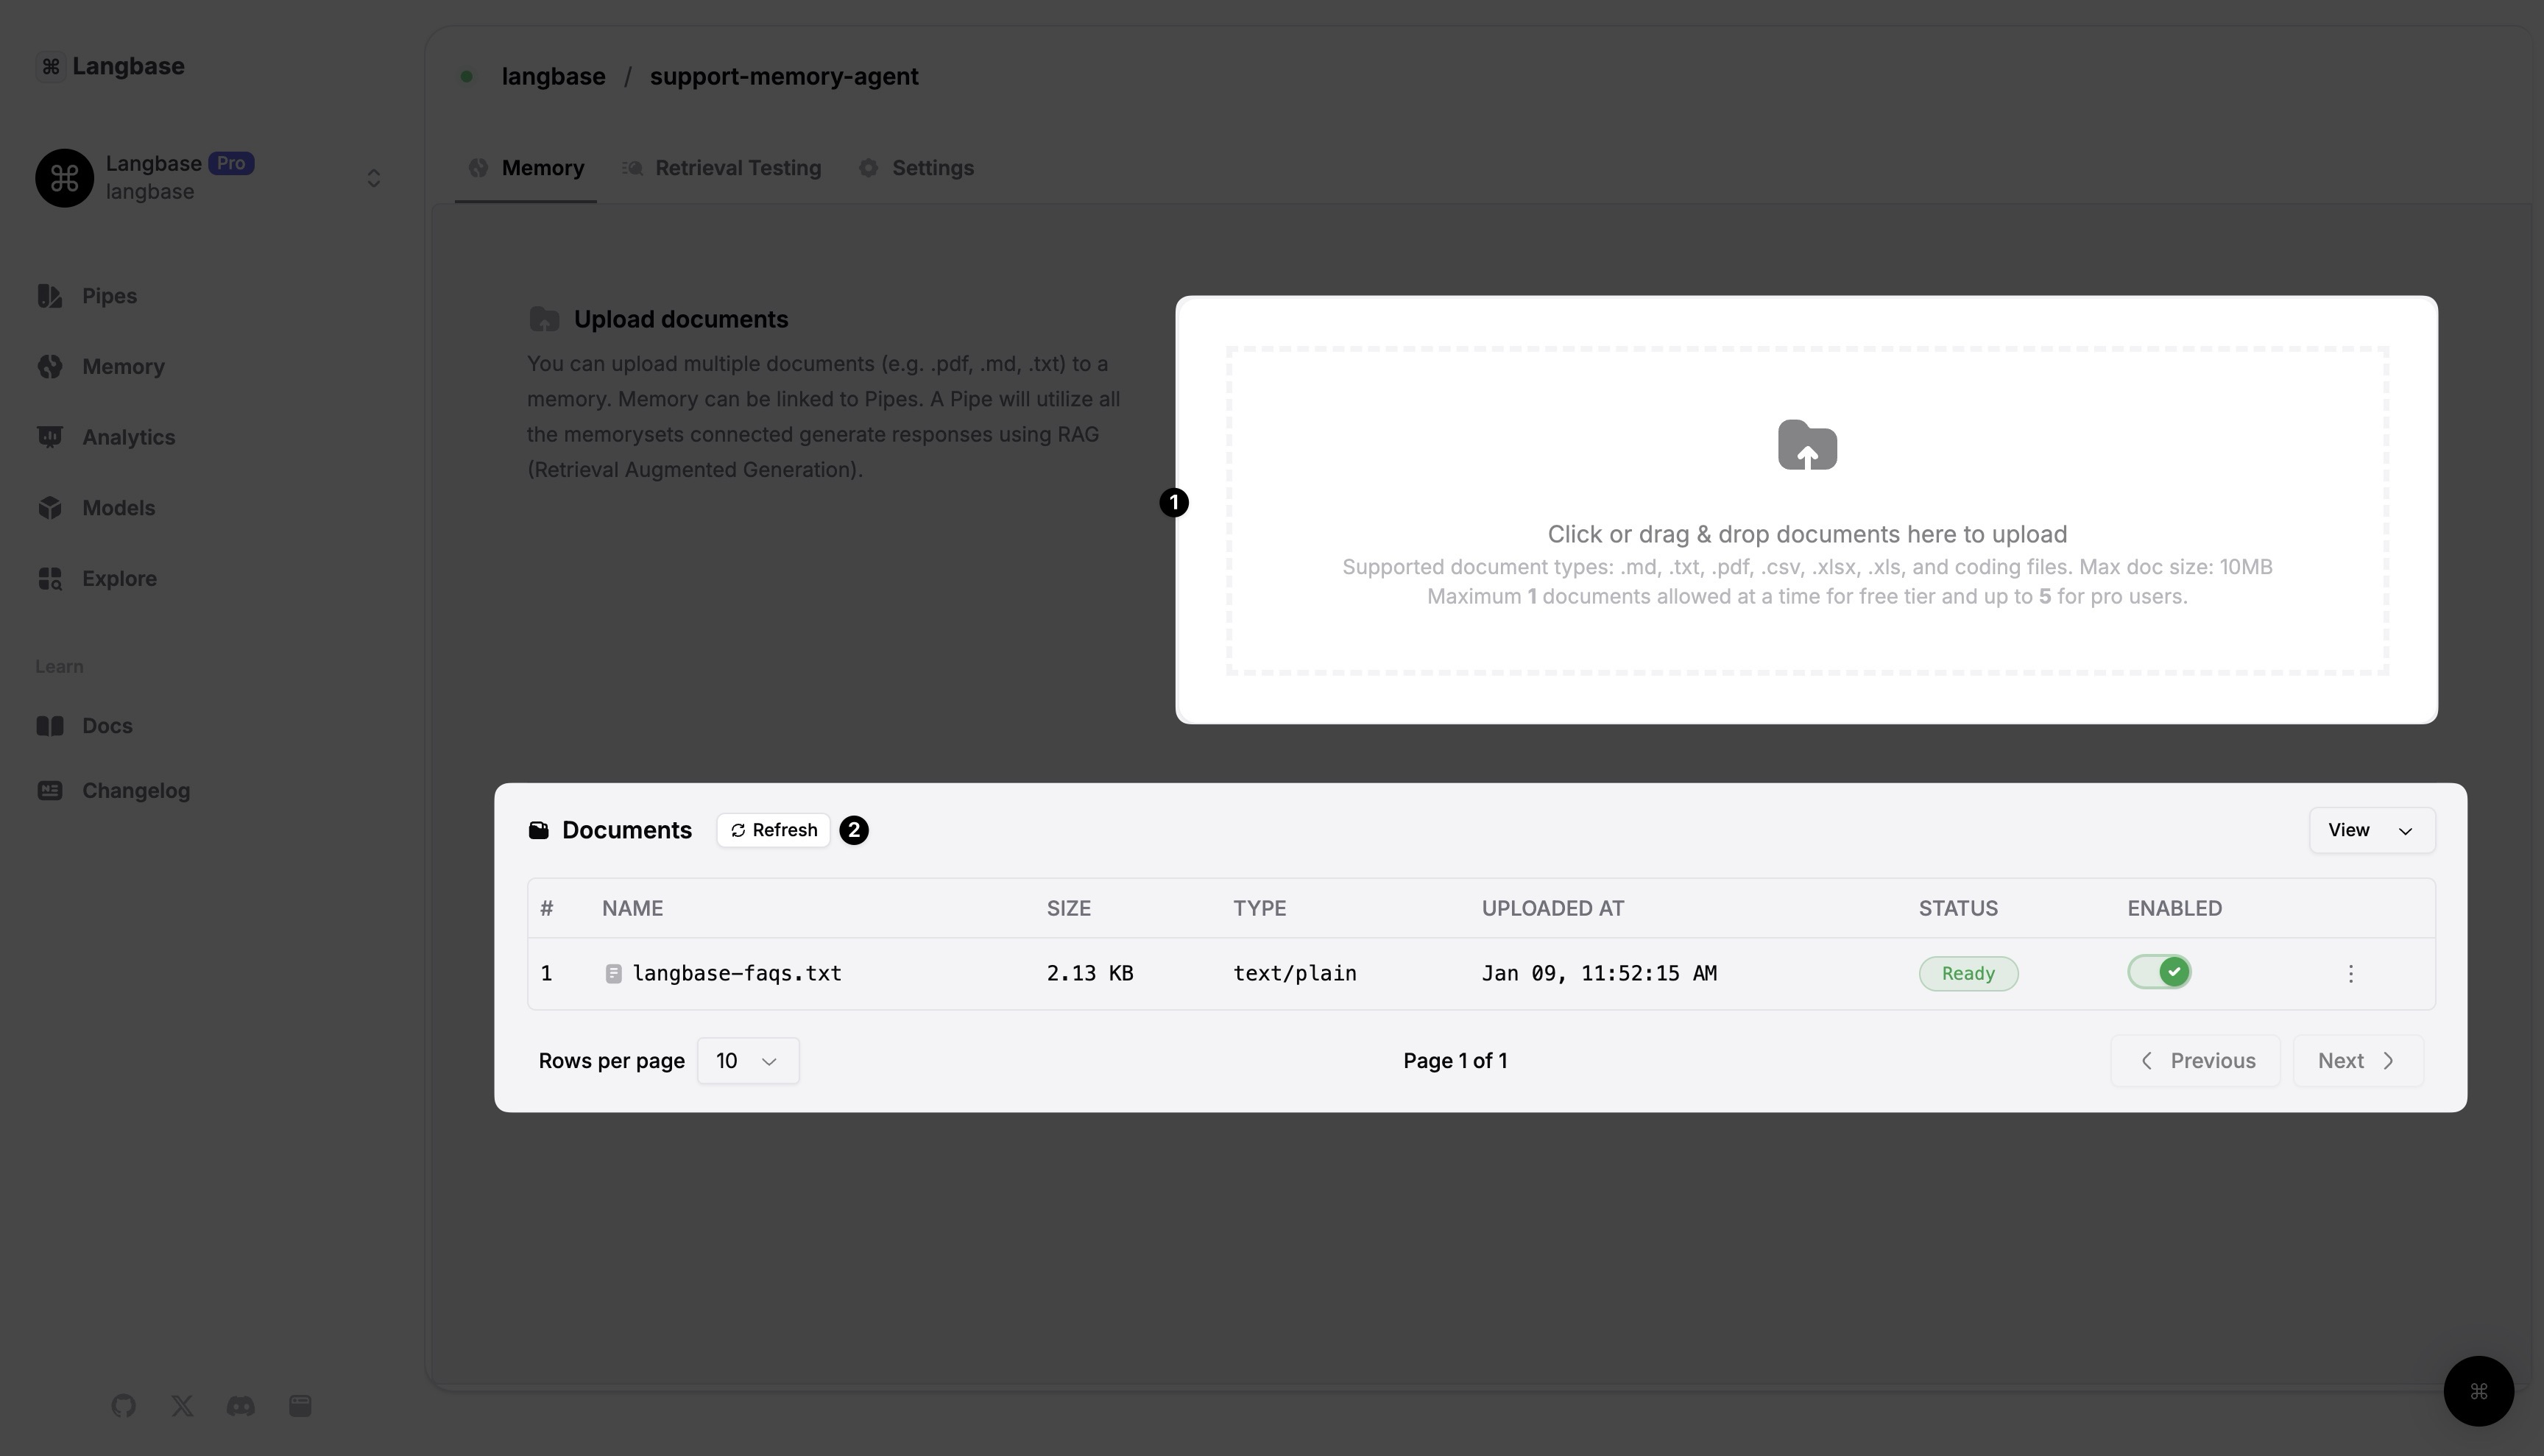 Langbase
Langbase Pro
langbase
Pipes
Memory
Analytics
Models
Explore
Learn
Docs
Changelog
langbase / support-memory-agent
Memory
Retrieval Testing
Settings
Upload documents
You can upload multiple documents (e.g. .pdf, .md, .txt) to a
memory. Memory can be linked to Pipes. A Pipe will utilize all
the memorysets connected generate responses using RAG
(Retrieval Augmented Generation).
1
Click or drag & drop documents here to upload
Supported document types: .md, .txt, .pdf, .csv, .xlsx, .xls, and coding files. Max doc size: 10MB
Maximum 1 documents allowed at a time for free tier and up to 5 for pro users.
Documents
Refresh
2
View
# NAME SIZE TYPE UPLOADED AT STATUS ENABLED
1 langbase-faqs.txt 2.13 KB text/plain Jan 09, 11:52:15 AM Ready
Rows per page 10
Page 1 of 1
Previous
Next